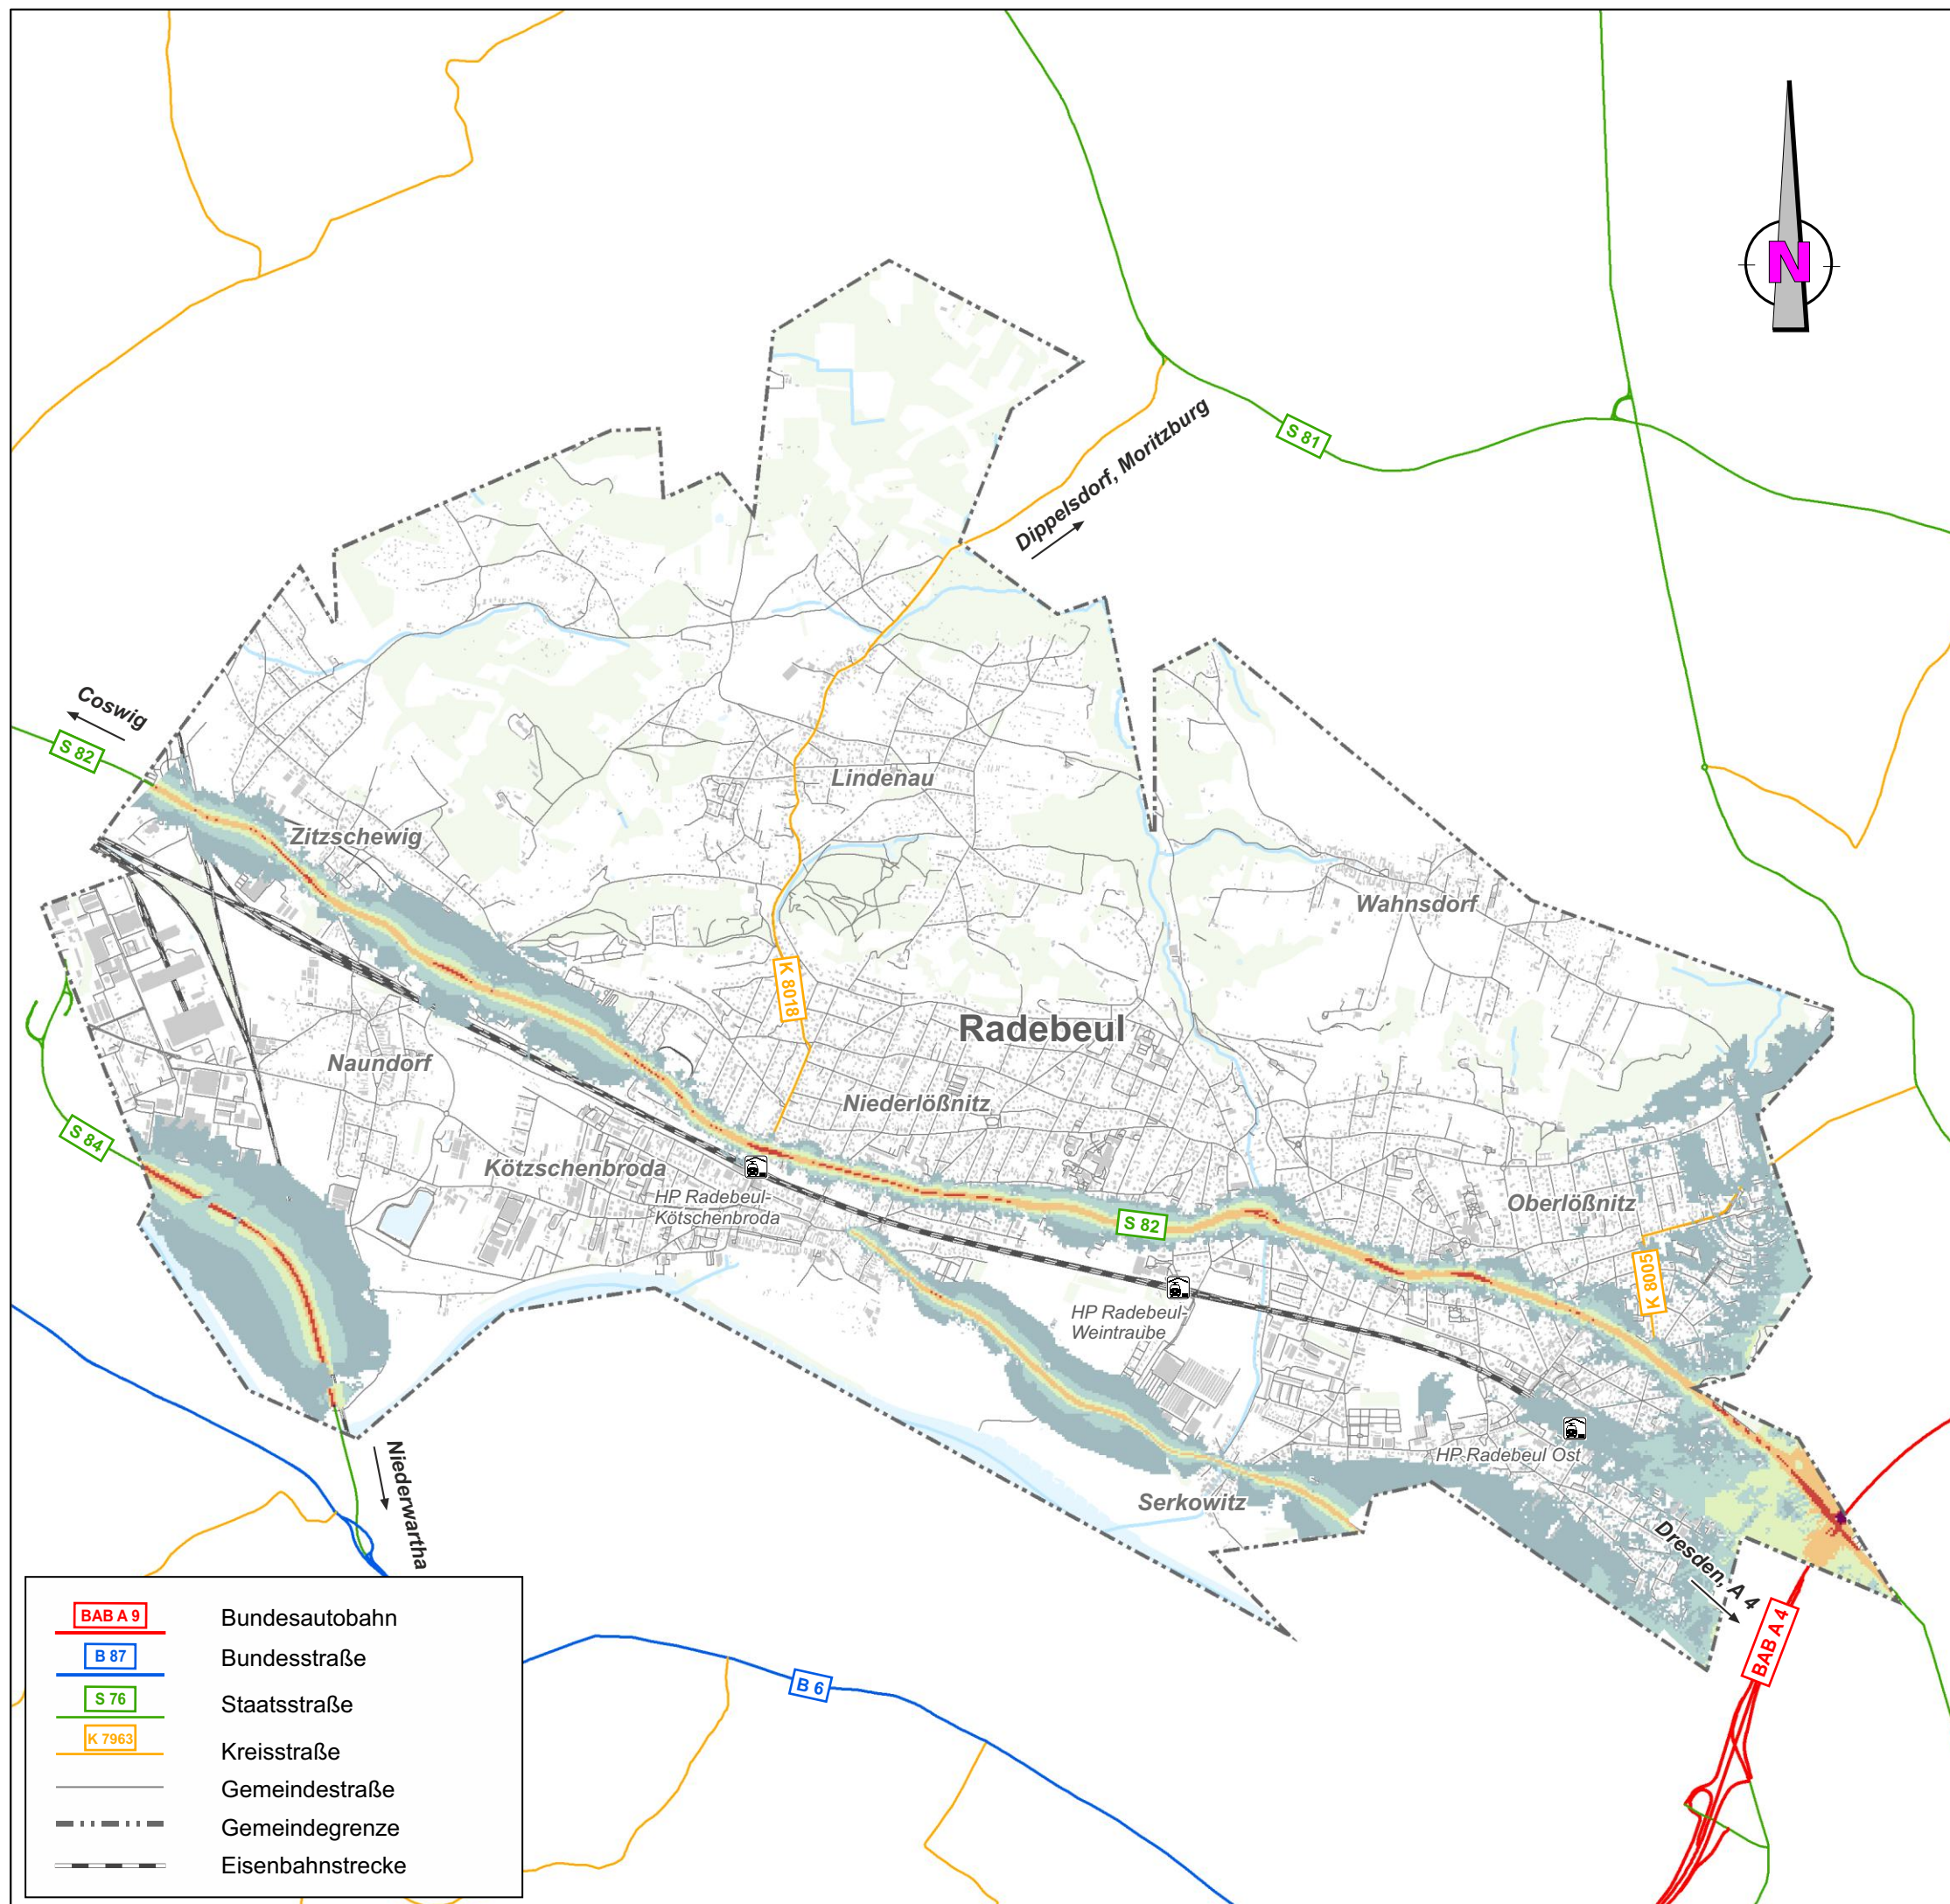 N
S 81
Dippelsdorf, Moritzburg
Coswig
S 82
Lindenau
Zitzschewig
Wahnsdorf
K 8018
Radebeul
Naundorf
Niederlößnitz
S 84
Kötzschenbroda
HP Radebeul-
Kötschenbroda
S 82
Oberlößnitz
K 8005
HP Radebeul-
Weintraube
HP Radebeul Ost
Niederwartha
Serkowitz
Dresden, A 4
BAB A 4
B 6
BAB A 9
Bundesautobahn
B 87
Bundesstraße
S 76
Staatsstraße
K 7963
Kreisstraße
Gemeindestraße
Gemeindegrenze
Eisenbahnstrecke